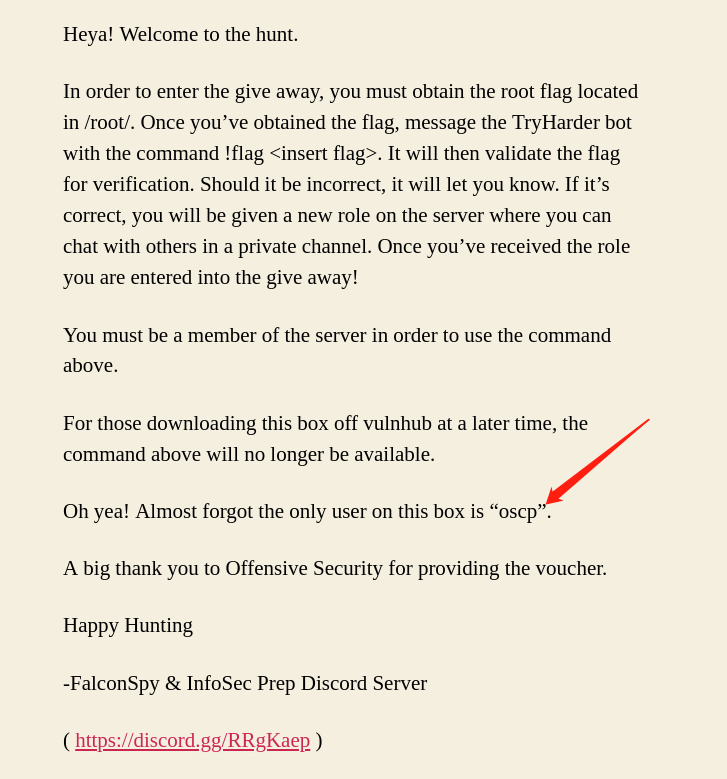 Heya! Welcome to the hunt.
In order to enter the give away, you must obtain the root flag located
in /root/. Once you’ve obtained the flag, message the TryHarder bot
with the command !flag <insert flag>. It will then validate the flag
for verification. Should it be incorrect, it will let you know. If it’s
correct, you will be given a new role on the server where you can
chat with others in a private channel. Once you’ve received the role
you are entered into the give away!
You must be a member of the server in order to use the command
above.
For those downloading this box off vulnhub at a later time, the
command above will no longer be available.
Oh yea! Almost forgot the only user on this box is “oscp”.
A big thank you to Offensive Security for providing the voucher.
Happy Hunting
-FalconSpy & InfoSec Prep Discord Server
( https://discord.gg/RRgKaep )